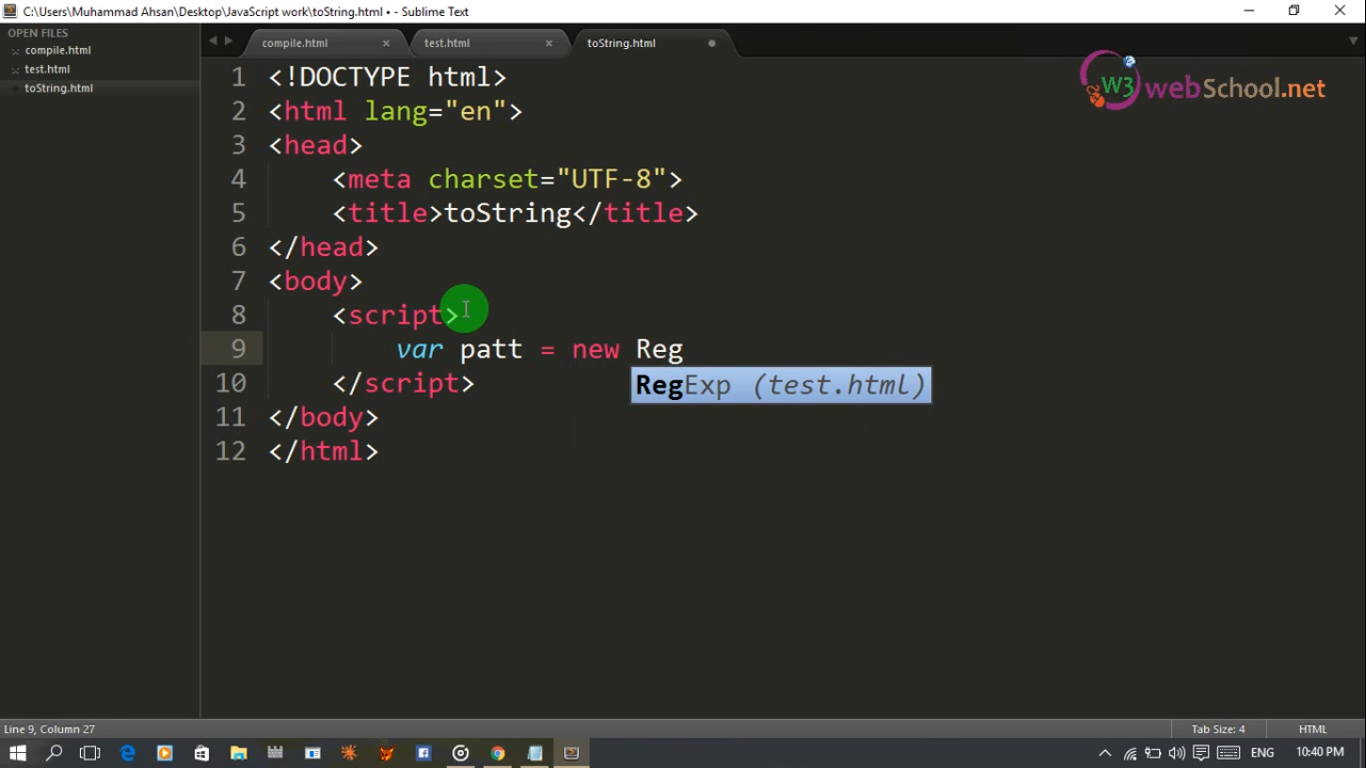 C:\Users\Muhammad Ahsan\Desktop\JavaScript work\toString.html • - Sublime Text
OPEN FILES
compile.html
test.html
toString.html
compile.html × test.html × toString.html
W3 webSchool.net
1 <!DOCTYPE html>
2 <html lang="en">
3 <head>
4 <meta charset="UTF-8">
5 <title>toString</title>
6 </head>
7 <body>
8 <script>
9 var patt = new Reg
RegExp (test.html)
10 </script>
11 </body>
12 </html>
Line 9, Column 27
Tab Size: 4
HTML
ENG
10:40 PM